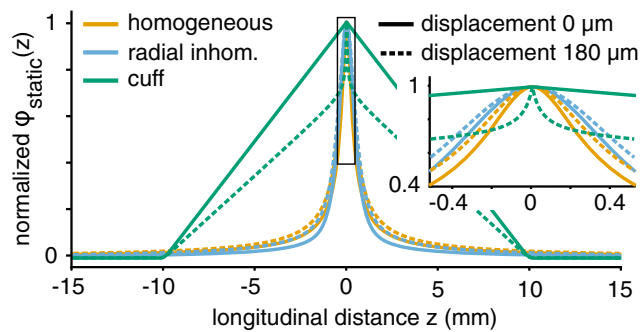 homogeneous
radial inhom.
cuff
displacement 0 µm
displacement 180 µm
normalized φstatic(z)
1
0
1
0.4
-0.4 0 0.4
-15 -10 -5 0 5 10 15
longitudinal distance z (mm)